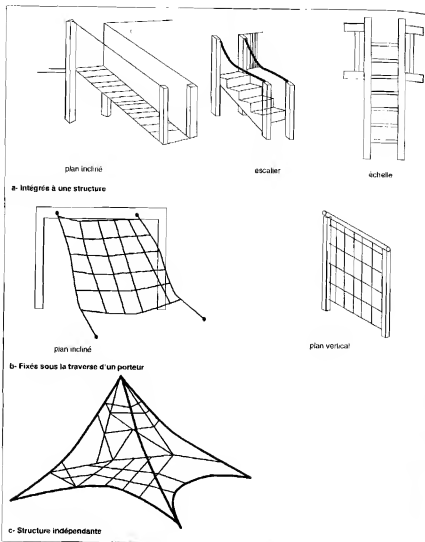 plan incliné
escalier
échelle
a- Intégrés à une structure
plan incliné
plan vertical
b- Fixés sous la traverse d'un porteur
c- Structure indépendante